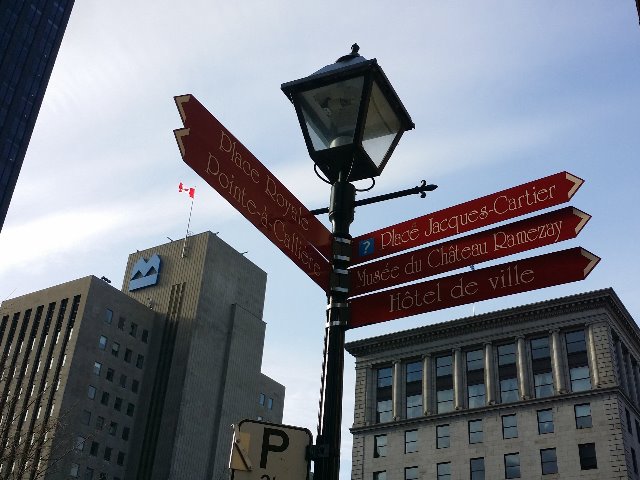 Place Royale
Pointe-à-Callière
? Place Jacques-Cartier
Musée du Château Ramezay
Hôtel de ville
P